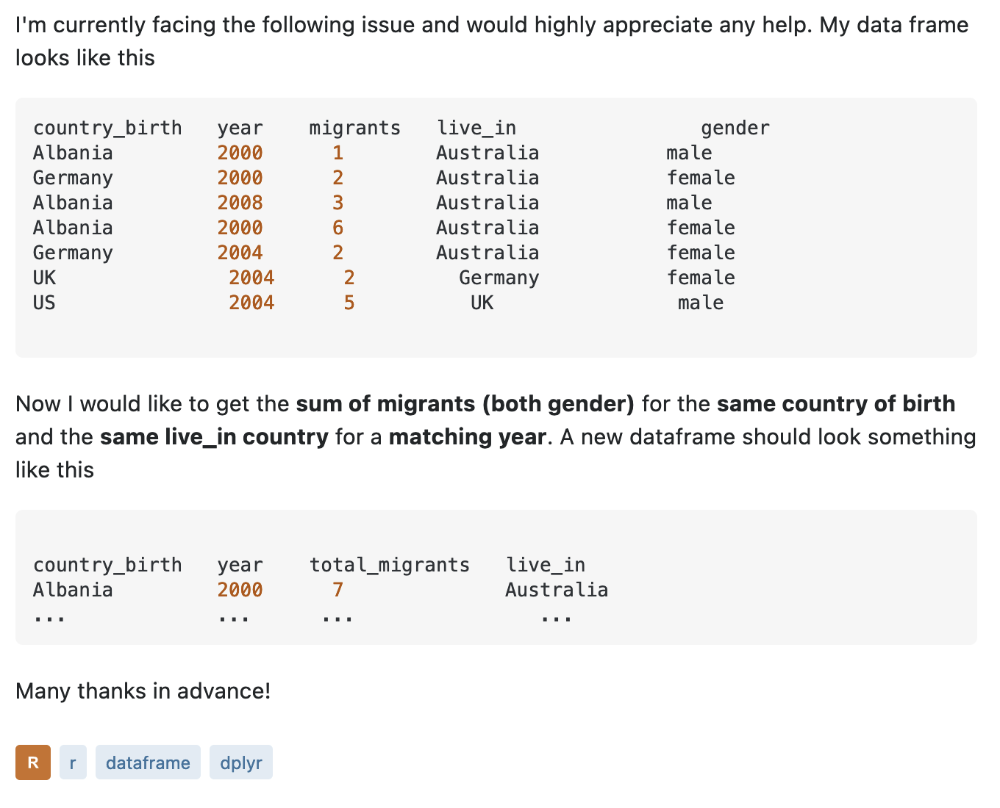 I'm currently facing the following issue and would highly appreciate any help. My data frame
looks like this
country_birth year migrants live_in gender
Albania 2000 1 Australia male
Germany 2000 2 Australia female
Albania 2008 3 Australia male
Albania 2000 6 Australia female
Germany 2004 2 Australia female
UK 2004 2 Germany female
US 2004 5 UK male
Now I would like to get the sum of migrants (both gender) for the same country of birth
and the same live_in country for a matching year. A new dataframe should look something
like this
country_birth year total_migrants live_in
Albania 2000 7 Australia
... ... ... ...
Many thanks in advance!
R r dataframe dplyr